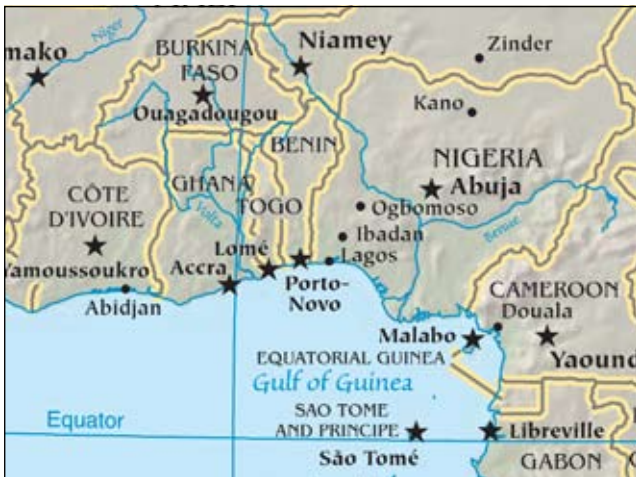 Niger
mako
BURKINA
FASO
Ouagadougou
Niamey
Zinder
Kano
BENIN
NIGERIA
Abuja
GHANA
TOGO
CÔTE
D'IVOIRE
Volta
Ogbomoso
Ibadan
Lagos
Benue
Yamoussoukro
Accra
Lomé
Porto-
Novo
Abidjan
CAMEROON
Douala
Malabo
Yaound
EQUATORIAL GUINEA
Gulf of Guinea
Equator
SAO TOME
AND PRINCIPE
Libreville
São Tomé
GABON